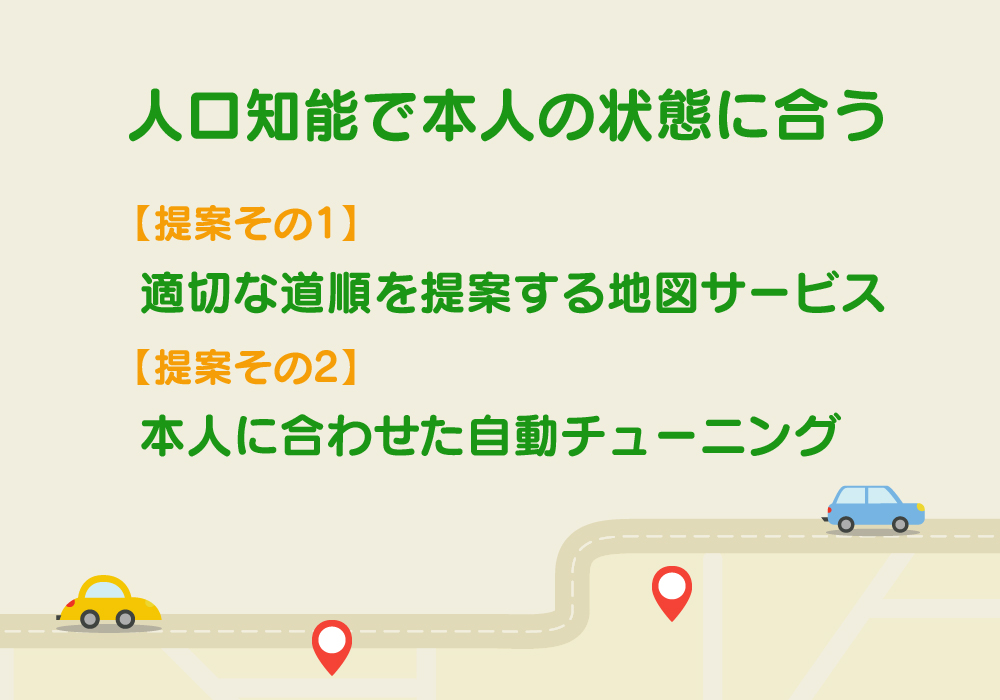 人口知能で本人の状態に合う
【提案その1】
適切な道順を提案する地図サービス
【提案その2】
本人に合わせた自動チューニング